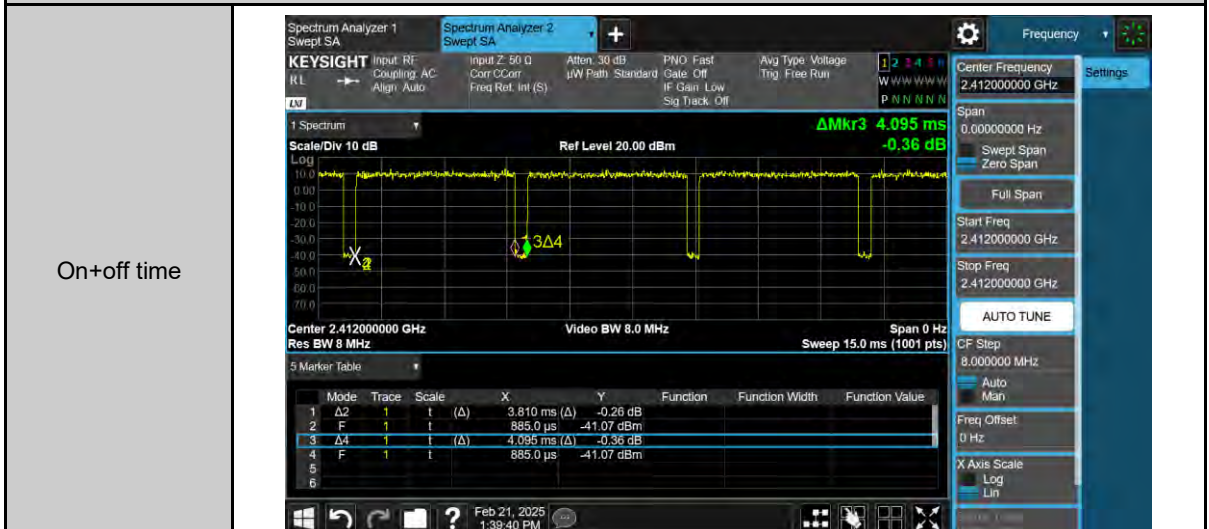 On+off time
Spectrum Analyzer 1
Swept SA
Spectrum Analyzer 2
Swept SA
+
Frequency
KEYSIGHT Input: RF
RL
Coupling: AC
Align: Auto
LXI
Input Z: 50 Ω
Corr CCorr
Freq Ref: Int (S)
Atten: 30 dB
µW Path: Standard
PNO: Fast
Gate: Off
IF Gain: Low
Sig Track: Off
Avg Type: Voltage
Trig: Free Run
1 2 3 4 5 6
W W W W W W
P N N N N N
1 Spectrum
ΔMkr3 4.095 ms
-0.36 dB
Scale/Div 10 dB
Ref Level 20.00 dBm
Log
10.0
0.00
-10.0
-20.0
-30.0
-40.0
-50.0
-60.0
-70.0
X
3Δ4
Center 2.412000000 GHz
Video BW 8.0 MHz
Span 0 Hz
Res BW 8 MHz
Sweep 15.0 ms (1001 pts)
5 Marker Table
Mode Trace Scale X Y Function Function Width Function Value
1 Δ2 1 t (Δ) 3.810 ms (Δ) -0.26 dB
2 F 1 t 885.0 µs -41.07 dBm
3 Δ4 1 t (Δ) 4.095 ms (Δ) -0.36 dB
4 F 1 t 885.0 µs -41.07 dBm
5
6
?
Feb 21, 2025
1:39:40 PM
Center Frequency
2.412000000 GHz
Settings
Span
0.00000000 Hz
Swept Span
Zero Span
Full Span
Start Freq
2.412000000 GHz
Stop Freq
2.412000000 GHz
AUTO TUNE
CF Step
8.000000 MHz
Auto
Man
Freq Offset
0 Hz
X Axis Scale
Log
Lin